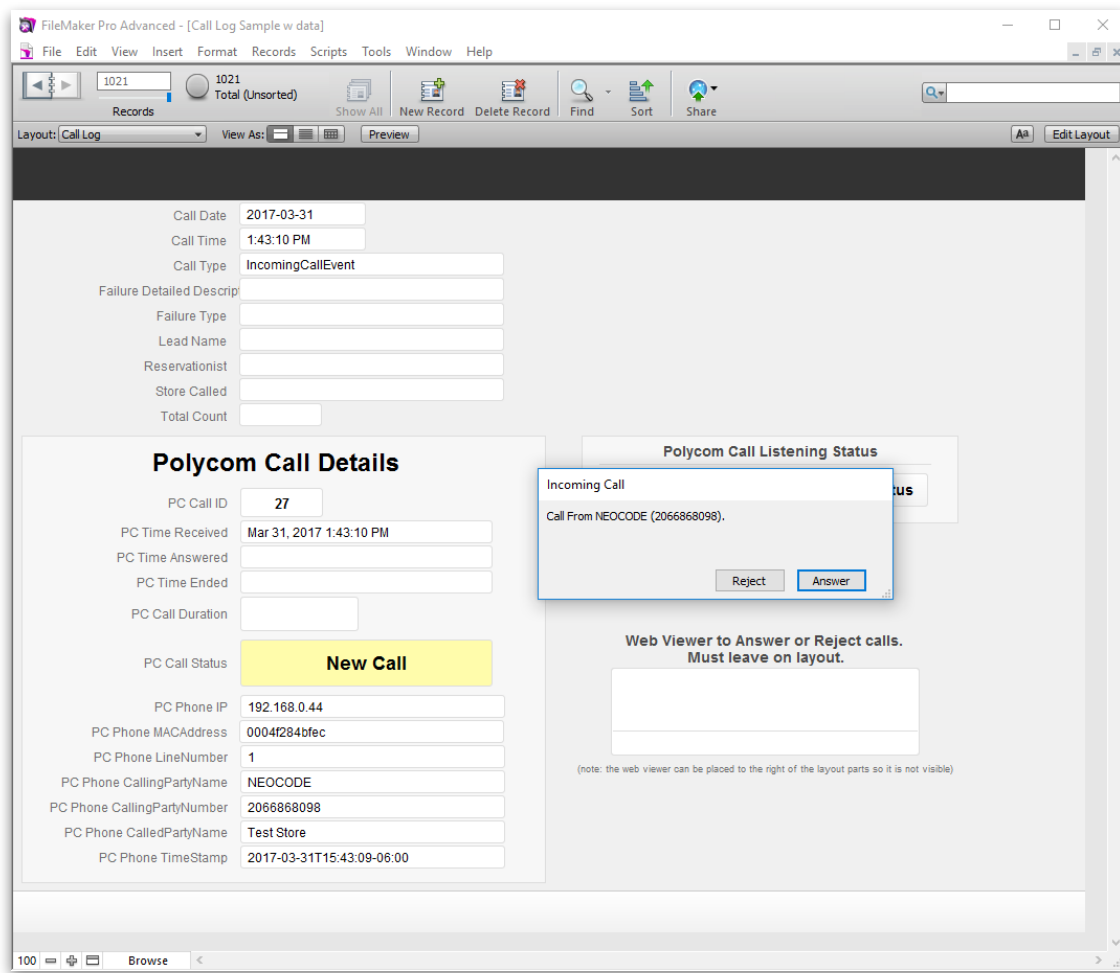 FileMaker Pro Advanced - [Call Log Sample w data]
File Edit View Insert Format Records Scripts Tools Window Help
1021
1021
Total (Unsorted)
Records
Show All New Record Delete Record Find Sort Share
Layout: Call Log View As: Preview Aa Edit Layout
Call Date 2017-03-31
Call Time 1:43:10 PM
Call Type IncomingCallEvent
Failure Detailed Descrip
Failure Type
Lead Name
Reservationist
Store Called
Total Count
Polycom Call Details
PC Call ID 27
PC Time Received Mar 31, 2017 1:43:10 PM
PC Time Answered
PC Time Ended
PC Call Duration
PC Call Status New Call
PC Phone IP 192.168.0.44
PC Phone MACAddress 0004f284bfec
PC Phone LineNumber 1
PC Phone CallingPartyName NEOCODE
PC Phone CallingPartyNumber 2066868098
PC Phone CalledPartyName Test Store
PC Phone TimeStamp 2017-03-31T15:43:09-06:00
Polycom Call Listening Status
tus
Incoming Call
Call From NEOCODE (2066868098).
Reject Answer
Web Viewer to Answer or Reject calls.
Must leave on layout.
(note: the web viewer can be placed to the right of the layout parts so it is not visible)
100 Browse